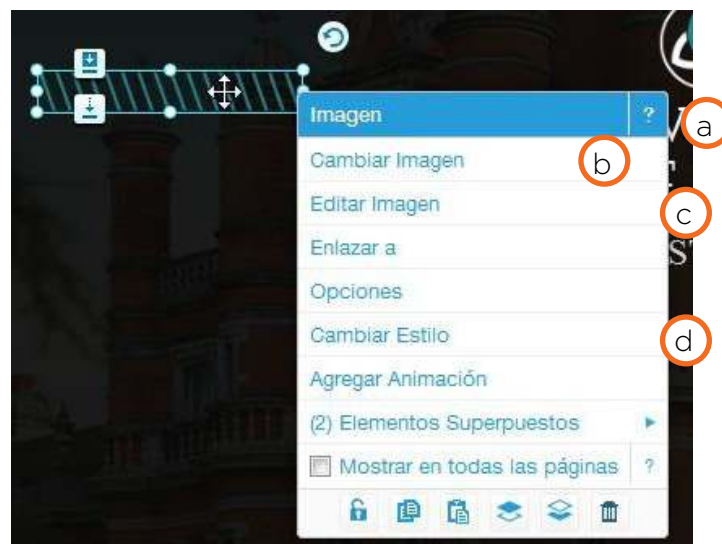 Imagen ? a
Cambiar Imagen b
Editar Imagen c
Enlazar a
Opciones
Cambiar Estilo d
Agregar Animación
(2) Elementos Superpuestos
Mostrar en todas las páginas ?